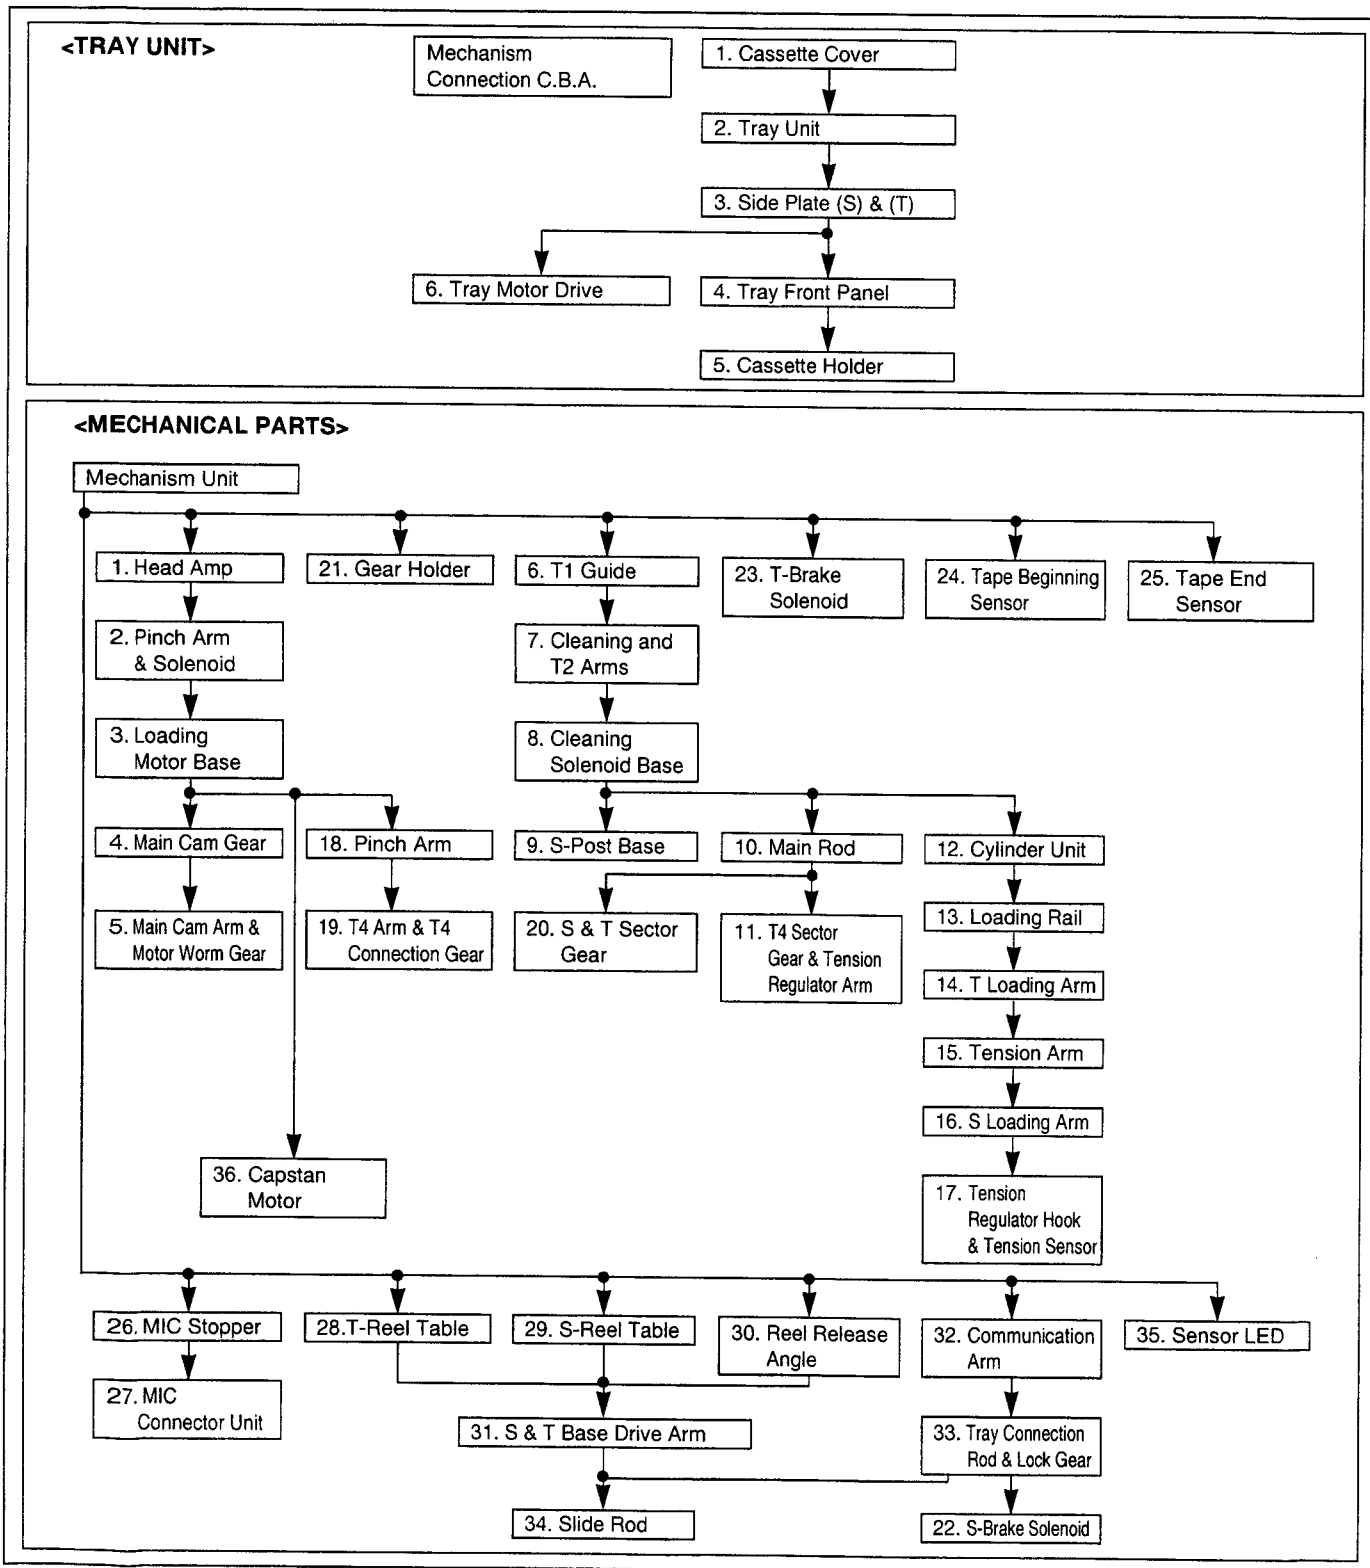 <TRAY UNIT>
Mechanism
Connection C.B.A.
1. Cassette Cover
2. Tray Unit
3. Side Plate (S) & (T)
6. Tray Motor Drive
4. Tray Front Panel
5. Cassette Holder
<MECHANICAL PARTS>
Mechanism Unit
1. Head Amp
21. Gear Holder
6. T1 Guide
23. T-Brake
Solenoid
24. Tape Beginning
Sensor
25. Tape End
Sensor
2. Pinch Arm
& Solenoid
7. Cleaning and
T2 Arms
3. Loading
Motor Base
8. Cleaning
Solenoid Base
4. Main Cam Gear
18. Pinch Arm
9. S-Post Base
10. Main Rod
12. Cylinder Unit
5. Main Cam Arm &
Motor Worm Gear
19. T4 Arm & T4
Connection Gear
20. S & T Sector
Gear
11. T4 Sector
Gear & Tension
Regulator Arm
13. Loading Rail
14. T Loading Arm
15. Tension Arm
16. S Loading Arm
36. Capstan
Motor
17. Tension
Regulator Hook
& Tension Sensor
26. MIC Stopper
28.T-Reel Table
29. S-Reel Table
30. Reel Release
Angle
32. Communication
Arm
35. Sensor LED
27. MIC
Connector Unit
31. S & T Base Drive Arm
33. Tray Connection
Rod & Lock Gear
34. Slide Rod
22. S-Brake Solenoid